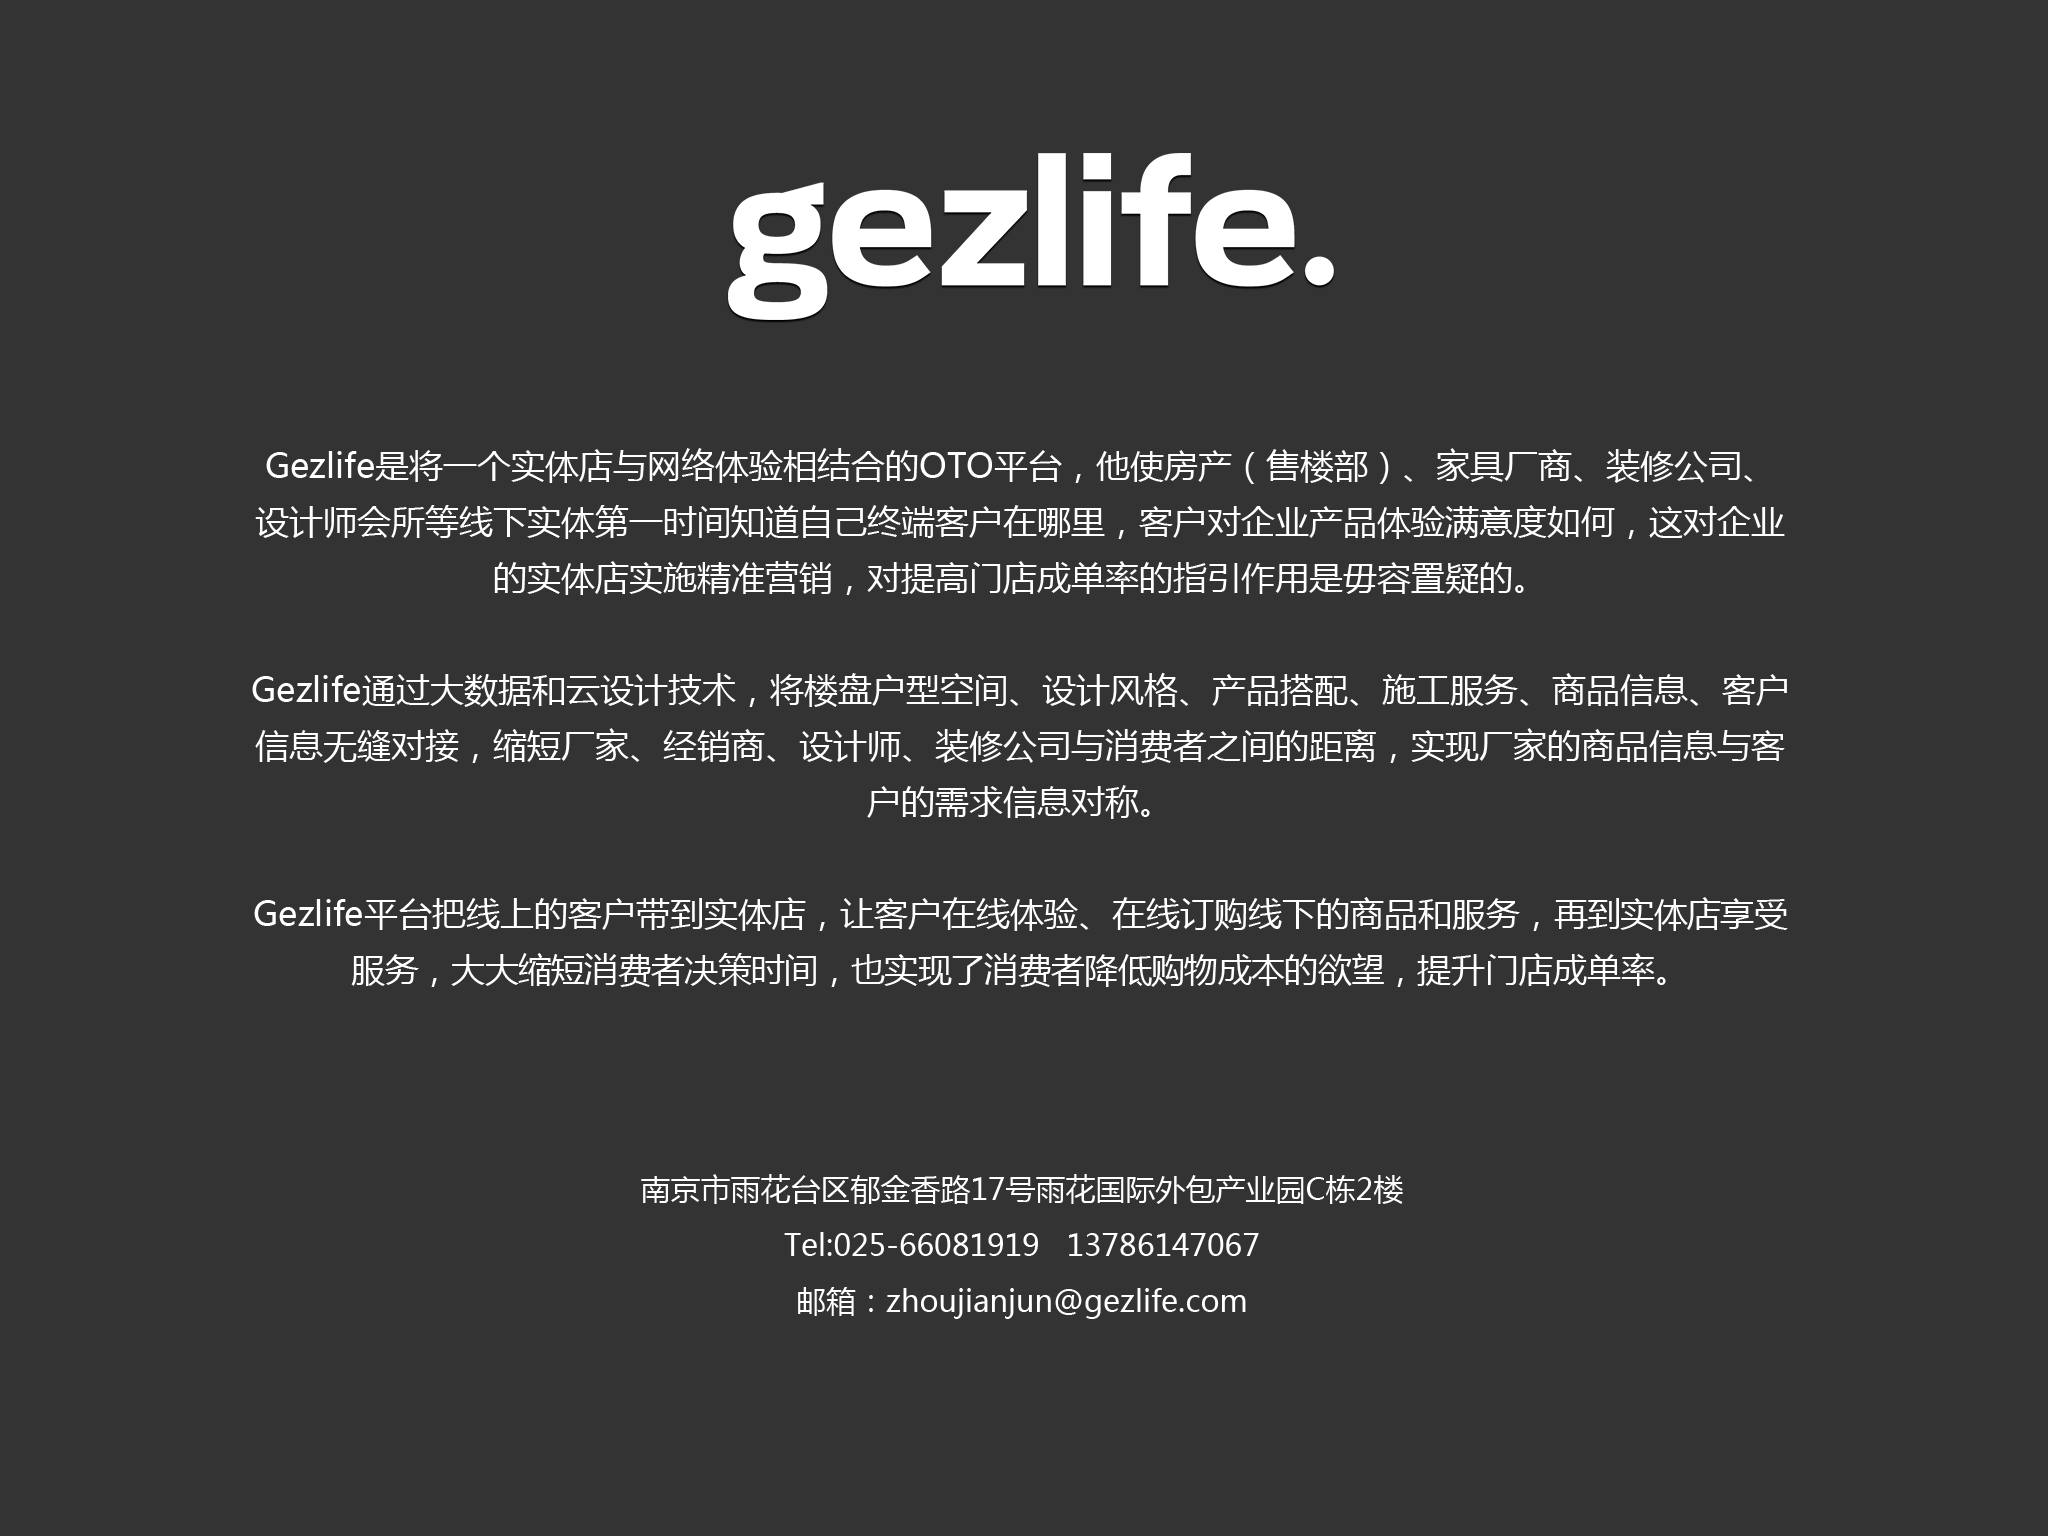 gezlife.
Gezlife是将一个实体店与网络体验相结合的OTO平台，他使房产（售楼部）、家具厂商、装修公司、
设计师会所等线下实体第一时间知道自己终端客户在哪里，客户对企业产品体验满意度如何，这对企业
的实体店实施精准营销，对提高门店成单率的指引作用是毋容置疑的。
Gezlife通过大数据和云设计技术，将楼盘户型空间、设计风格、产品搭配、施工服务、商品信息、客户
信息无缝对接，缩短厂家、经销商、设计师、装修公司与消费者之间的距离，实现厂家的商品信息与客
户的需求信息对称。
Gezlife平台把线上的客户带到实体店，让客户在线体验、在线订购线下的商品和服务，再到实体店享受
服务，大大缩短消费者决策时间，也实现了消费者降低购物成本的欲望，提升门店成单率。
南京市雨花台区郁金香路17号雨花国际外包产业园C栋2楼
Tel:025-66081919 13786147067
邮箱：zhoujianjun@gezlife.com